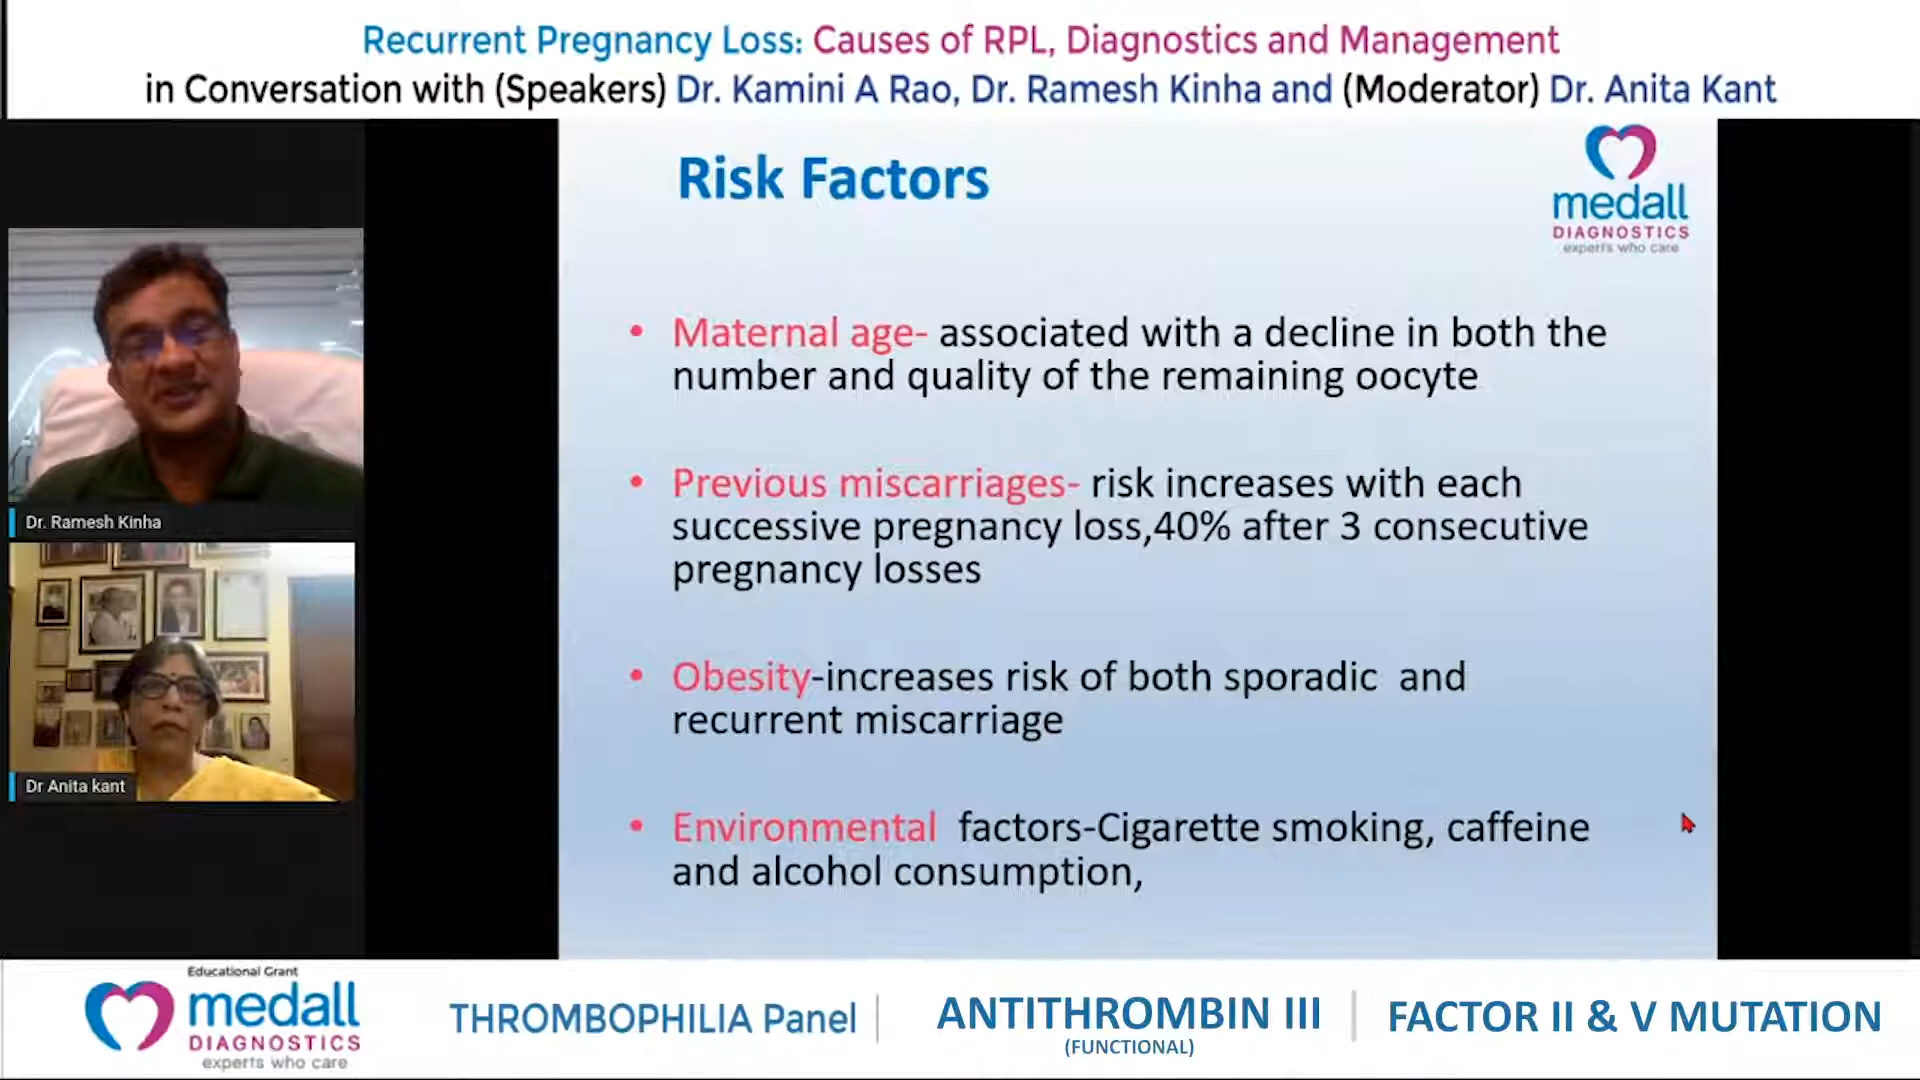 Recurrent Pregnancy Loss: Causes of RPL, Diagnostics and Management
in Conversation with (Speakers) Dr. Kamini A Rao, Dr. Ramesh Kinha and (Moderator) Dr. Anita Kant
Risk Factors
medall
DIAGNOSTICS
experts who care
• Maternal age- associated with a decline in both the
number and quality of the remaining oocyte
• Previous miscarriages- risk increases with each
successive pregnancy loss,40% after 3 consecutive
pregnancy losses
• Obesity-increases risk of both sporadic and
recurrent miscarriage
• Environmental factors-Cigarette smoking, caffeine
and alcohol consumption,
Dr. Ramesh Kinha
Dr Anita kant
Educational Grant
medall
DIAGNOSTICS
experts who care
THROMBOPHILIA Panel
ANTITHROMBIN III
(FUNCTIONAL)
FACTOR II & V MUTATION